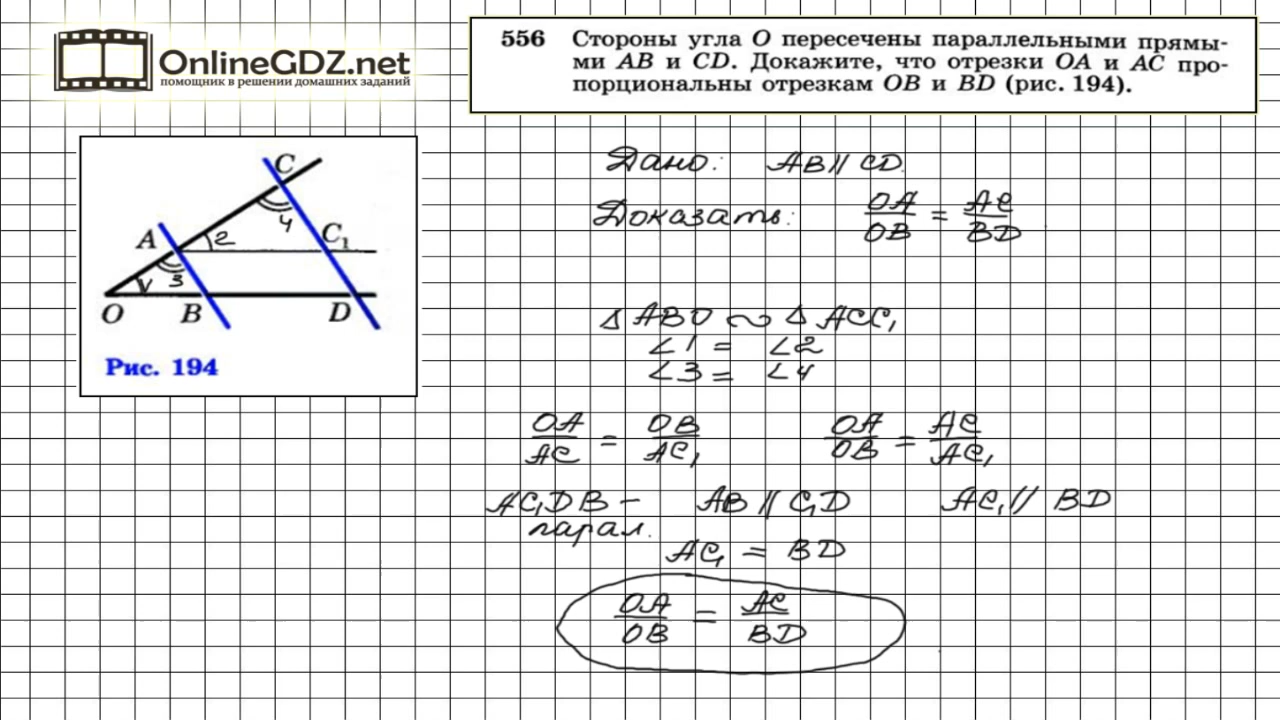 OnlineGDZ.net
помощник в решении домашних заданий
556 Стороны угла O пересечены параллельными прямы-
ми AB и CD. Докажите, что отрезки OA и AC про-
порциональны отрезкам OB и BD (рис. 194).
C
4
A
2
C₁
3
1
O
B
D
Рис. 194
Дано: AB || CD.
Доказать: OA/OB = AC/BD
△ ABO ∾ △ ACC₁
∠1 = ∠2
∠3 = ∠4
OA/AC = OB/AC₁ OA/OB = AC/AC₁
AC₁DB – AB || C₁D AC₁ || BD
парал.
AC₁ = BD
OA/OB = AC/BD